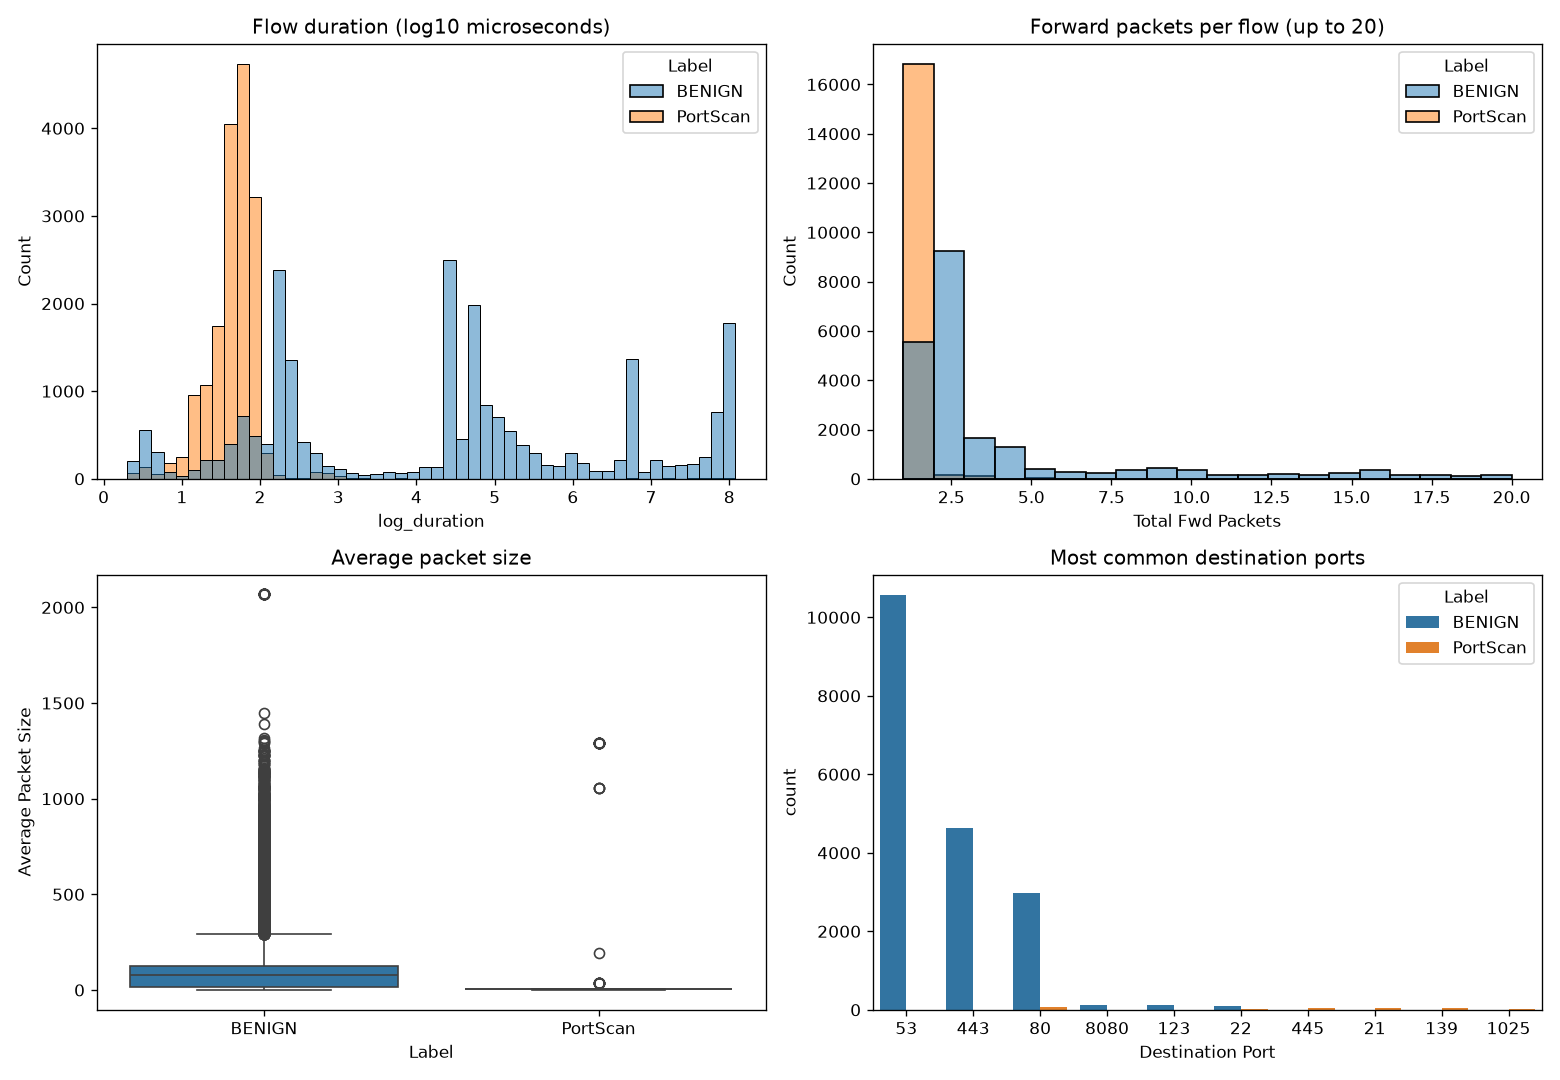 Flow duration (log10 microseconds)
Label
BENIGN
PortScan
Count
4000
3000
2000
1000
0
0 1 2 3 4 5 6 7 8
log_duration
Forward packets per flow (up to 20)
Label
BENIGN
PortScan
Count
16000
14000
12000
10000
8000
6000
4000
2000
0
2.5 5.0 7.5 10.0 12.5 15.0 17.5 20.0
Total Fwd Packets
Average packet size
Average Packet Size
2000
1500
1000
500
0
BENIGN PortScan
Label
Most common destination ports
Label
BENIGN
PortScan
count
10000
8000
6000
4000
2000
0
53 443 80 8080 123 22 445 21 139 1025
Destination Port